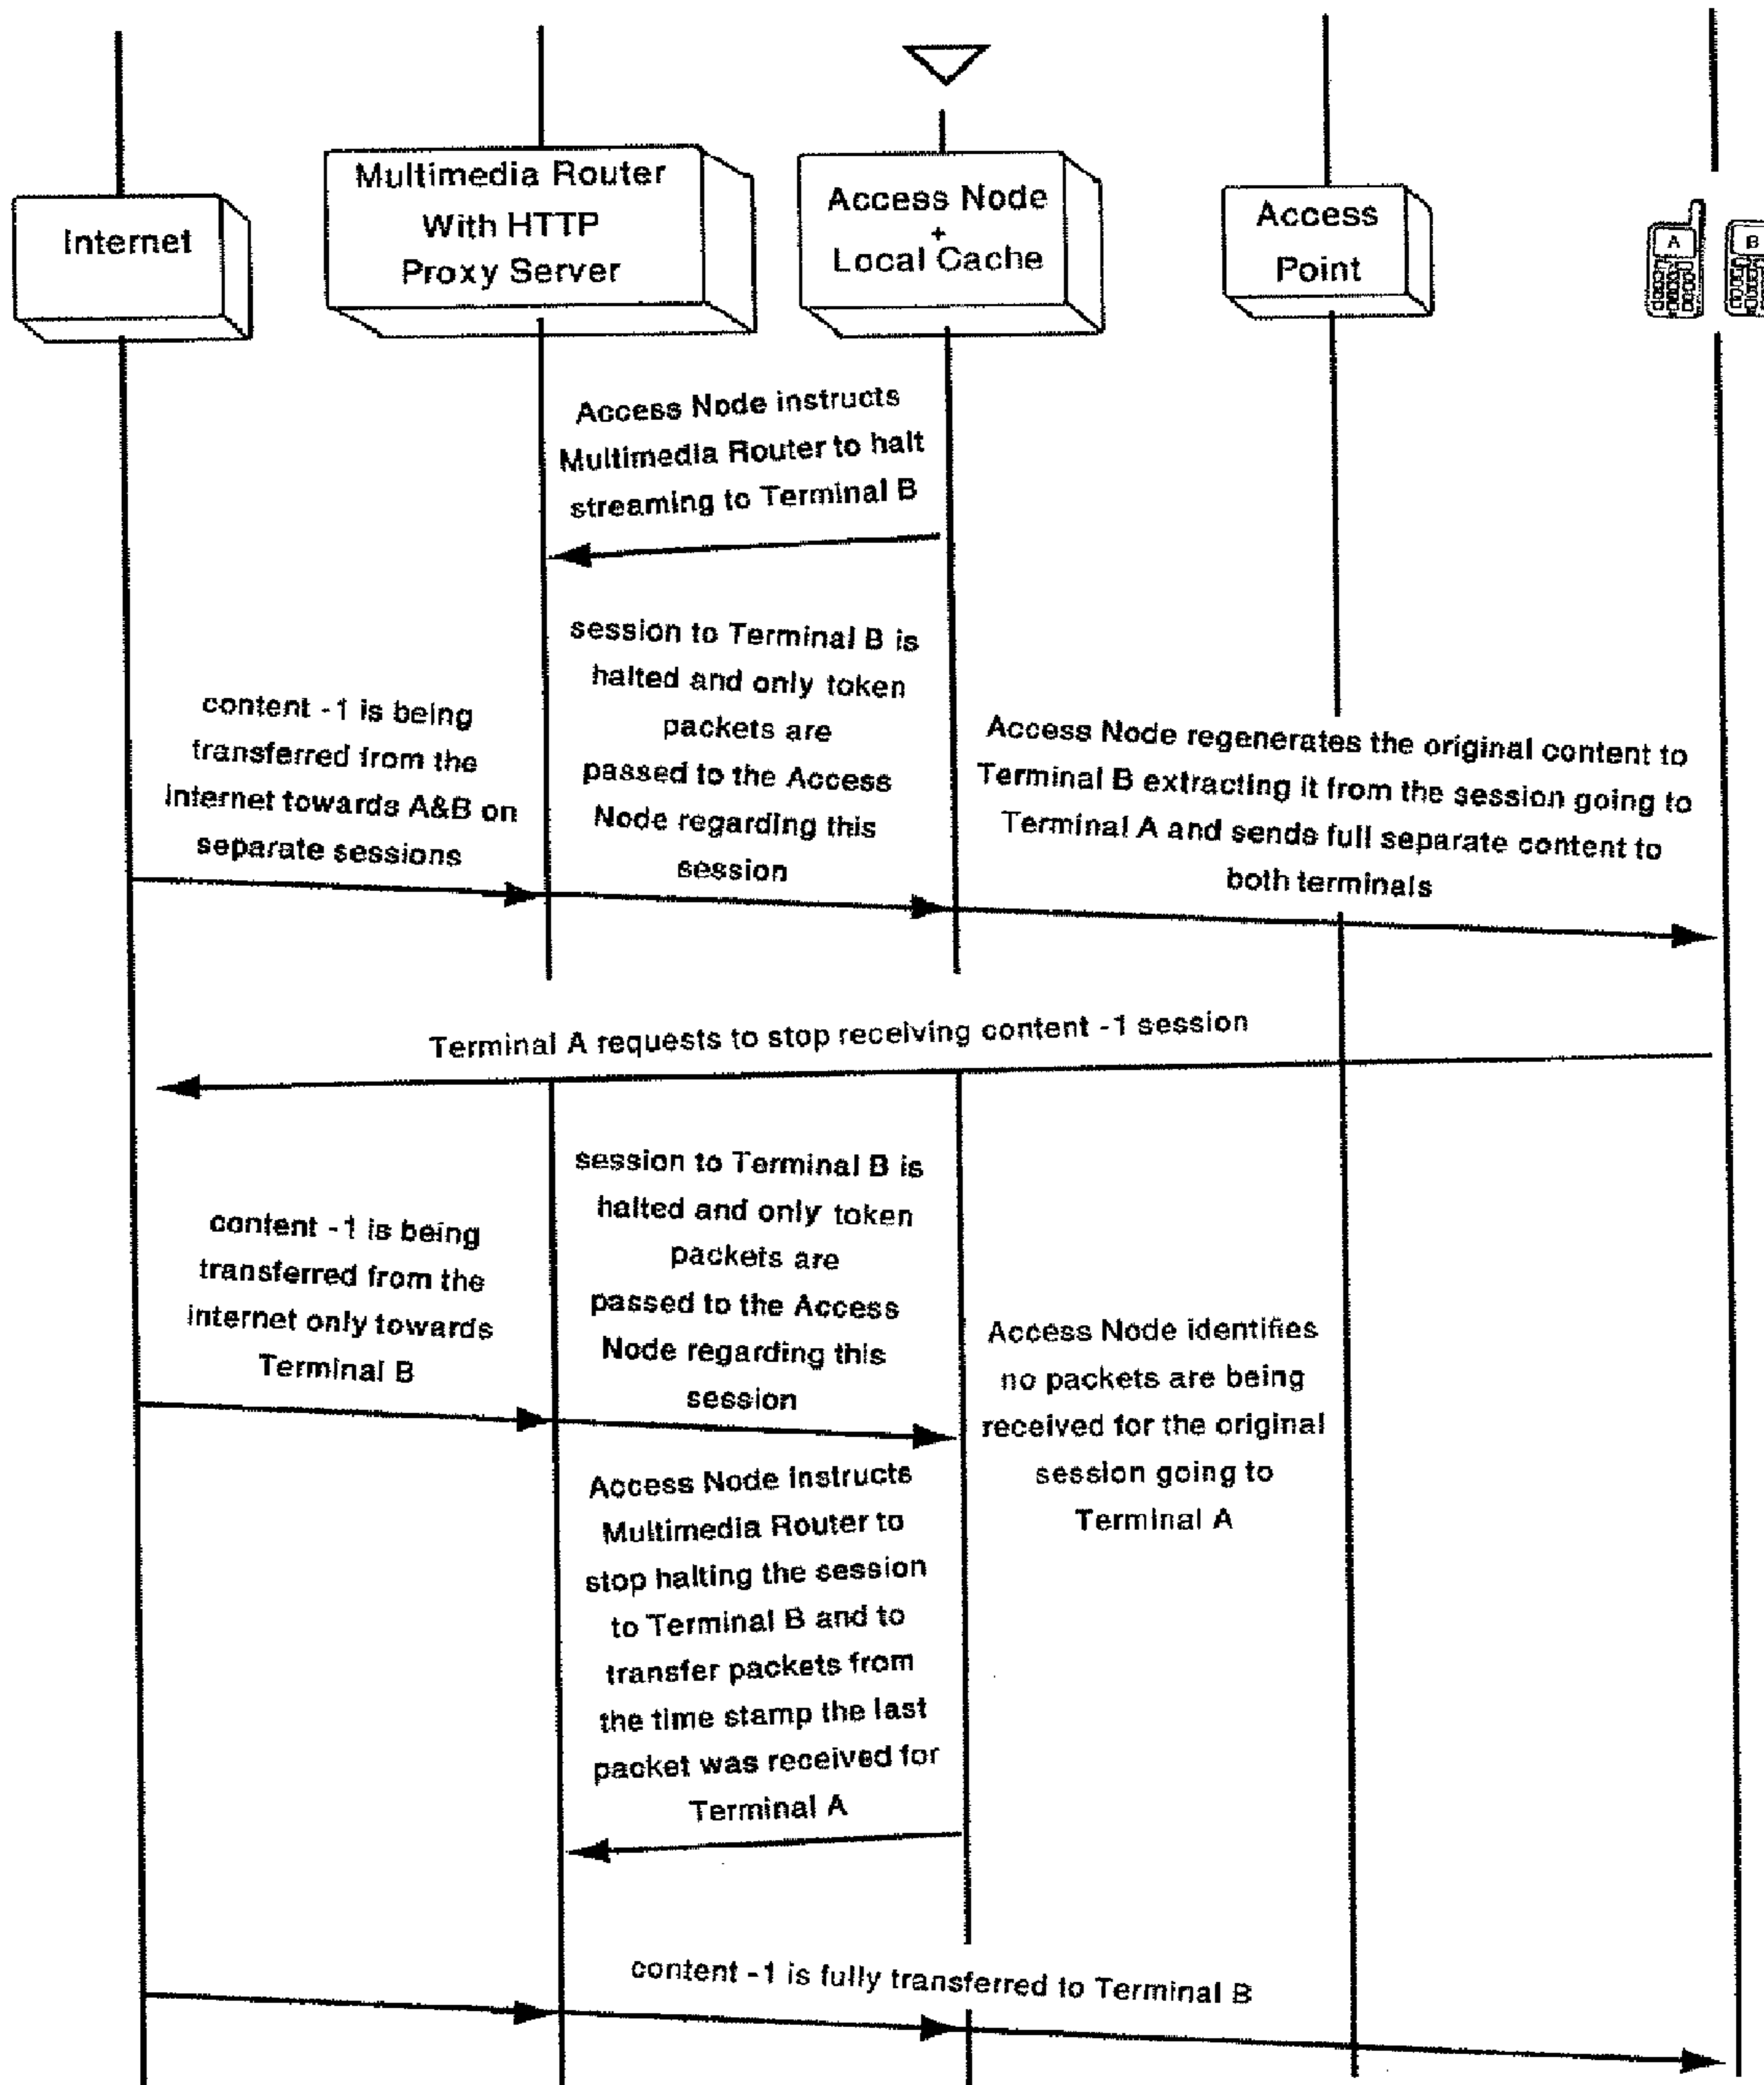 Internet
Multimedia Router
With HTTP
Proxy Server
Access Node
+
Local Cache
Access
Point
A
B
Access Node instructs
Multimedia Router to halt
streaming to Terminal B
content -1 is being
transferred from the
internet towards A&B on
separate sessions
session to Terminal B is
halted and only token
packets are
passed to the Access
Node regarding this
session
Access Node regenerates the original content to
Terminal B extracting it from the session going to
Terminal A and sends full separate content to
both terminals
Terminal A requests to stop receiving content -1 session
content -1 is being
transferred from the
internet only towards
Terminal B
session to Terminal B is
halted and only token
packets are
passed to the Access
Node regarding this
session
Access Node identifies
no packets are being
received for the original
session going to
Terminal A
Access Node instructs
Multimedia Router to
stop halting the session
to Terminal B and to
transfer packets from
the time stamp the last
packet was received for
Terminal A
content -1 is fully transferred to Terminal B